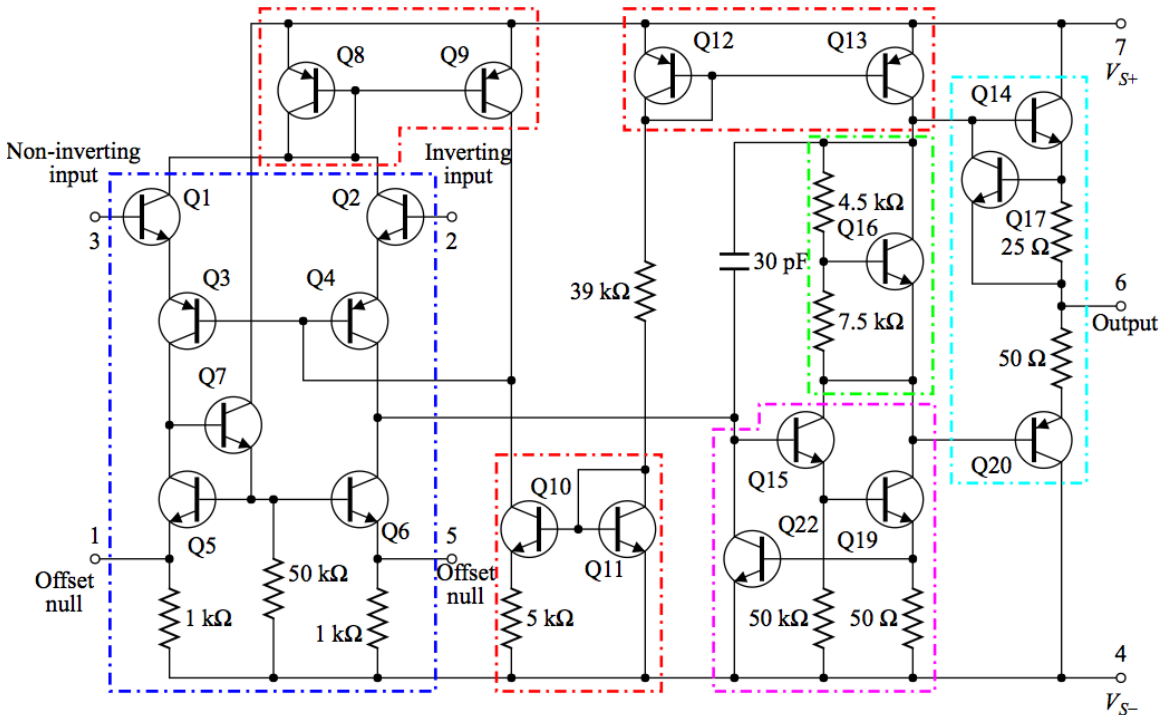 Q8
Q9
Q12
Q13
7
V_S+
Q14
Non-inverting
input
Inverting
input
Q1
Q2
3
2
4.5 kΩ
Q16
Q17
25 Ω
30 pF
Q3
Q4
39 kΩ
6
Output
7.5 kΩ
50 Ω
Q7
Q15
Q20
Q10
Q22
1
Q5
Q6
5
Q11
Q19
Offset
null
50 kΩ
Offset
null
1 kΩ
1 kΩ
5 kΩ
50 kΩ
50 Ω
4
V_S−